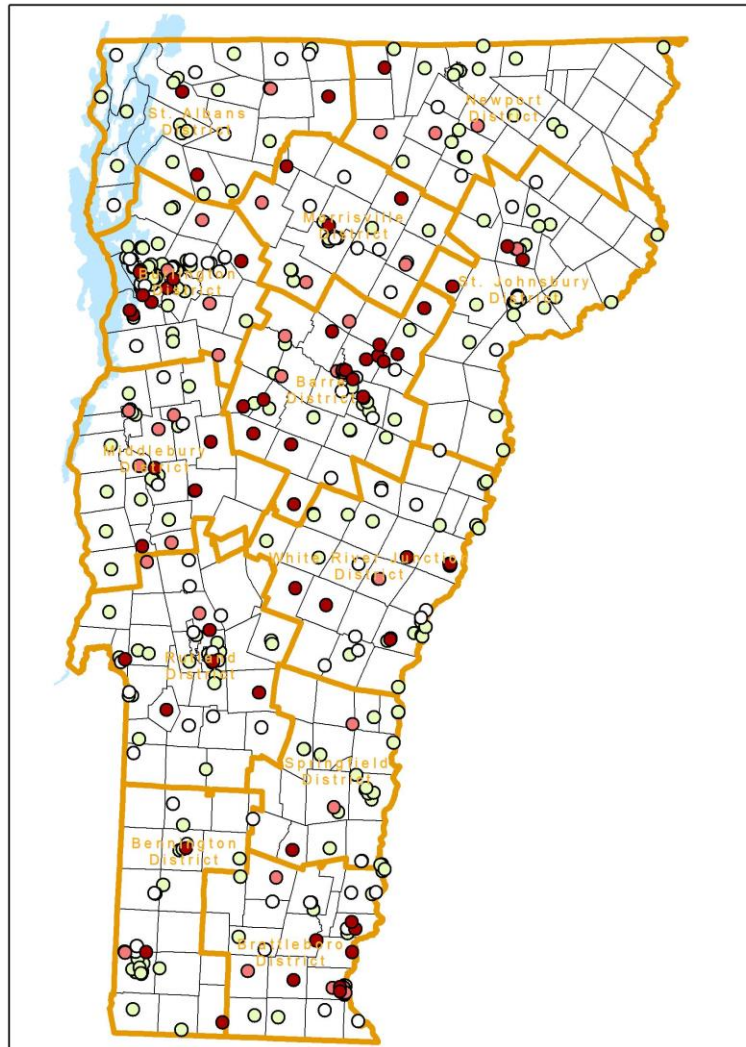 St. Albans
District
Newport
District
Morrisville
District
Burlington
District
St. Johnsbury
District
Barre
District
Middlebury
District
White River Junction
District
Rutland
District
Springfield
District
Bennington
District
Brattleboro
District